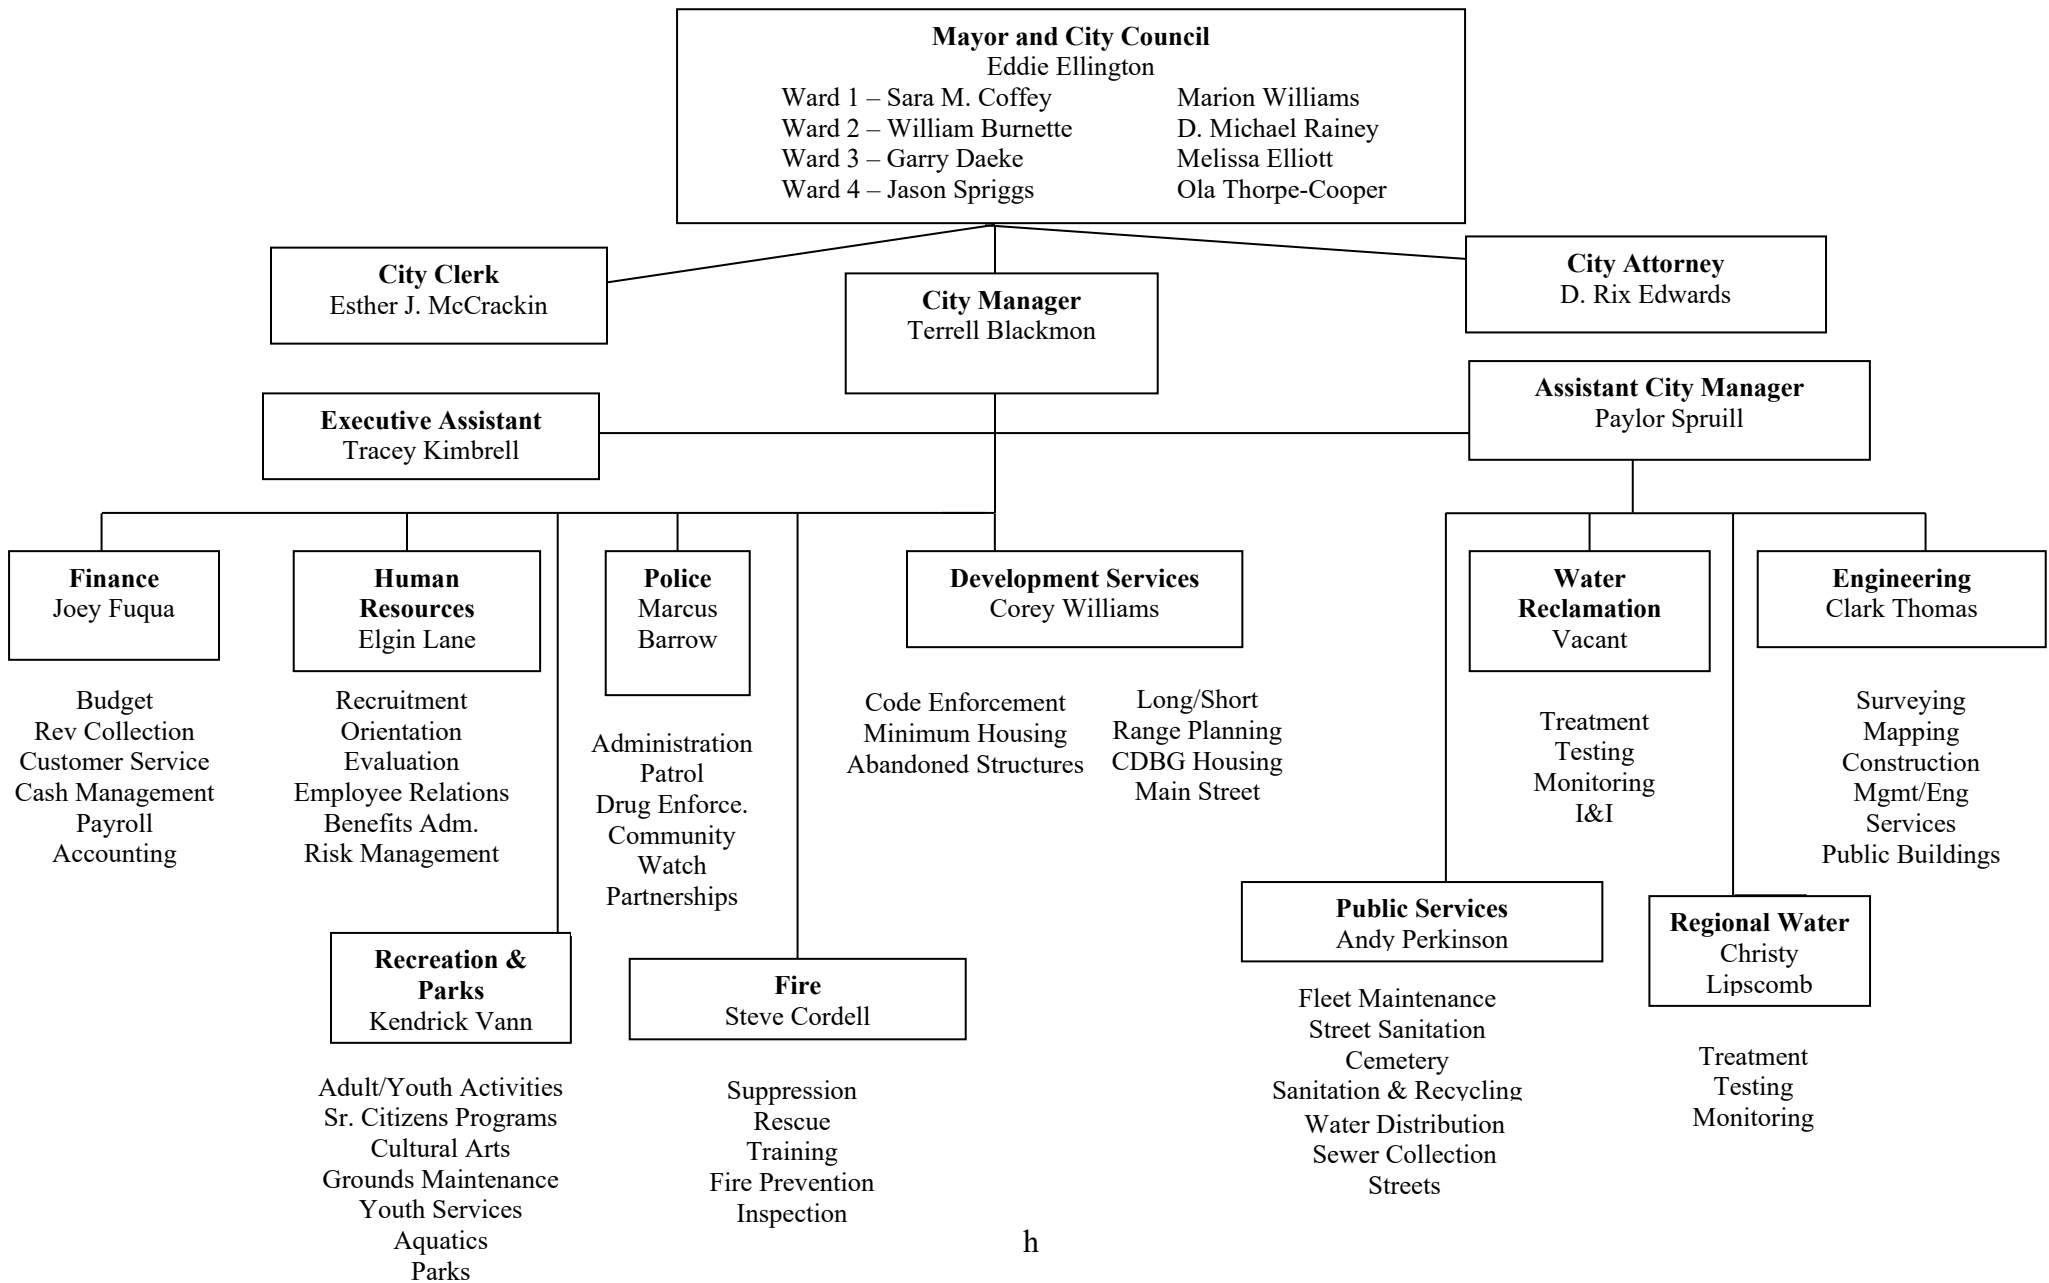 Mayor and City Council
Eddie Ellington
Ward 1 – Sara M. Coffey Marion Williams
Ward 2 – William Burnette D. Michael Rainey
Ward 3 – Garry Daeke Melissa Elliott
Ward 4 – Jason Spriggs Ola Thorpe-Cooper
City Clerk
Esther J. McCrackin
City Manager
Terrell Blackmon
City Attorney
D. Rix Edwards
Executive Assistant
Tracey Kimbrell
Assistant City Manager
Paylor Spruill
Finance
Joey Fuqua
Budget
Rev Collection
Customer Service
Cash Management
Payroll
Accounting
Human
Resources
Elgin Lane
Recruitment
Orientation
Evaluation
Employee Relations
Benefits Adm.
Risk Management
Police
Marcus
Barrow
Administration
Patrol
Drug Enforce.
Community
Watch
Partnerships
Development Services
Corey Williams
Code Enforcement
Minimum Housing
Abandoned Structures
Long/Short
Range Planning
CDBG Housing
Main Street
Water
Reclamation
Vacant
Treatment
Testing
Monitoring
I&I
Engineering
Clark Thomas
Surveying
Mapping
Construction
Mgmt/Eng
Services
Public Buildings
Recreation &
Parks
Kendrick Vann
Adult/Youth Activities
Sr. Citizens Programs
Cultural Arts
Grounds Maintenance
Youth Services
Aquatics
Parks
Fire
Steve Cordell
Suppression
Rescue
Training
Fire Prevention
Inspection
Public Services
Andy Perkinson
Fleet Maintenance
Street Sanitation
Cemetery
Sanitation & Recycling
Water Distribution
Sewer Collection
Streets
Regional Water
Christy
Lipscomb
Treatment
Testing
Monitoring
h